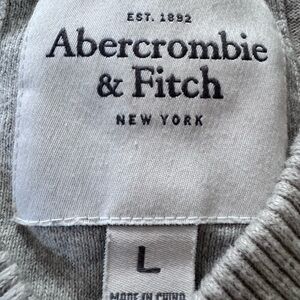 EST. 1892
Abercrombie
& Fitch
NEW YORK
L
MADE IN CHINA